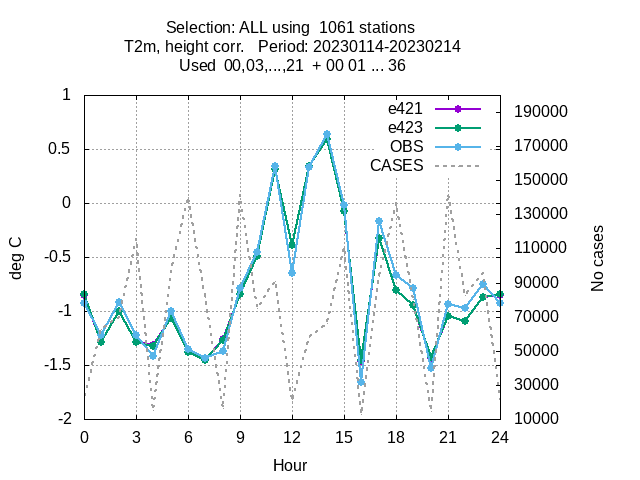 Selection: ALL using  1061 stations
T2m, height corr.   Period: 20230114-20230214
Used  00,03,...,21  + 00 01 ... 36
e421
e423
OBS
CASES
1
0.5
0
-0.5
-1
-1.5
-2
deg C
190000
170000
150000
130000
110000
90000
70000
50000
30000
10000
No cases
0 3 6 9 12 15 18 21 24
Hour